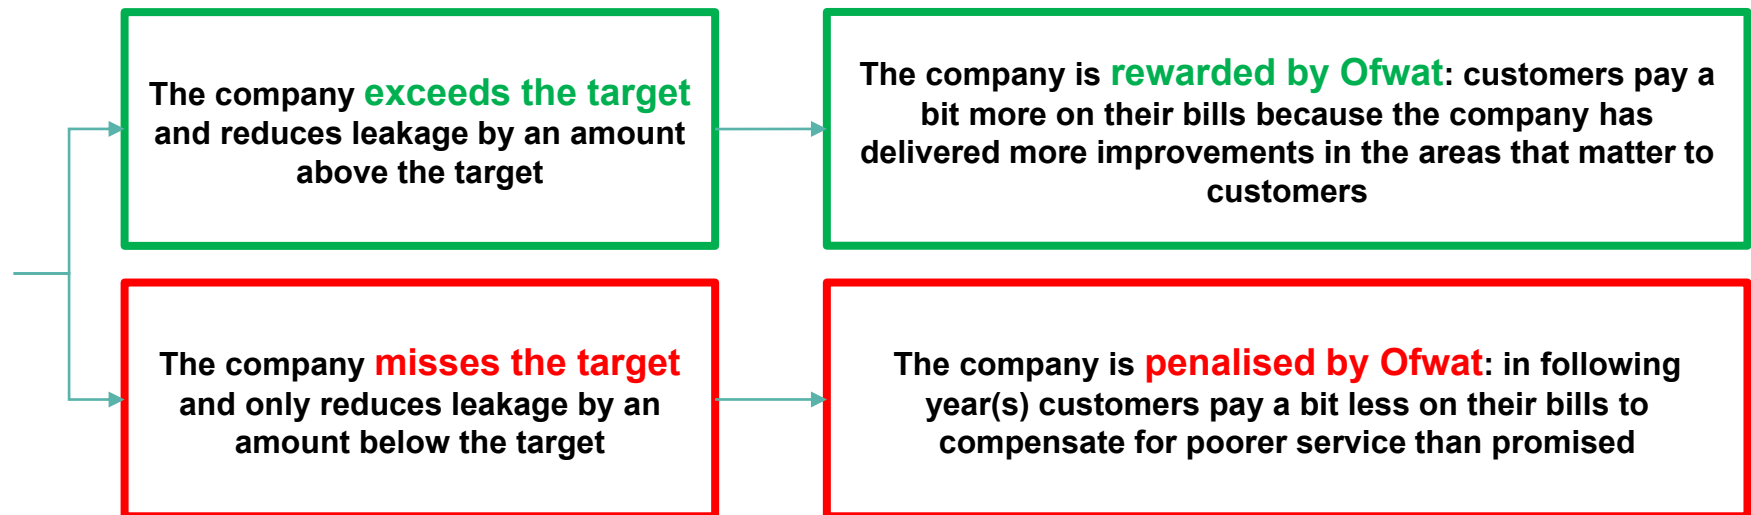 The company exceeds the target
and reduces leakage by an amount
above the target
The company is rewarded by Ofwat: customers pay a
bit more on their bills because the company has
delivered more improvements in the areas that matter to
customers
The company misses the target
and only reduces leakage by an
amount below the target
The company is penalised by Ofwat: in following
year(s) customers pay a bit less on their bills to
compensate for poorer service than promised